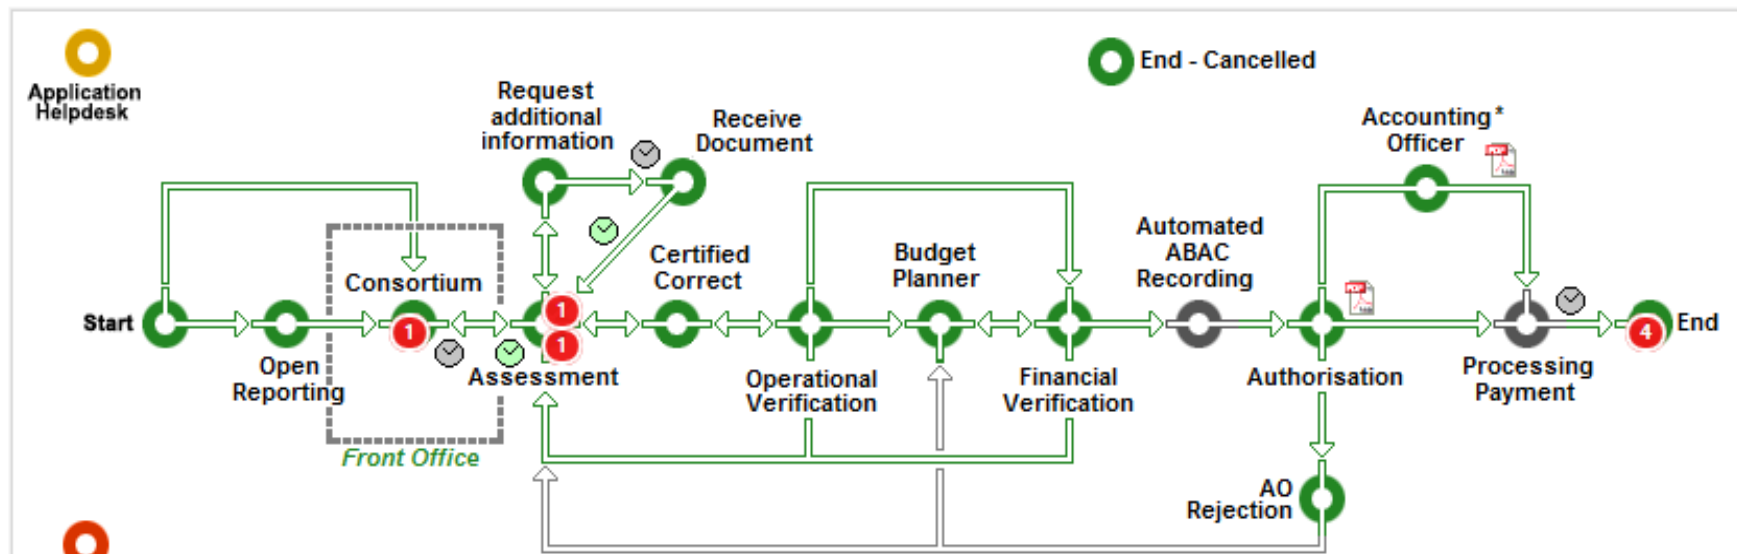 Application
Helpdesk
End - Cancelled
Request
additional
information
Receive
Document
Accounting*
Officer
PDF
Consortium
Certified
Correct
Budget
Planner
Automated
ABAC
Recording
PDF
Start
1
1
1
4
End
Open
Reporting
Assessment
Operational
Verification
Financial
Verification
Authorisation
Processing
Payment
Front Office
AO
Rejection